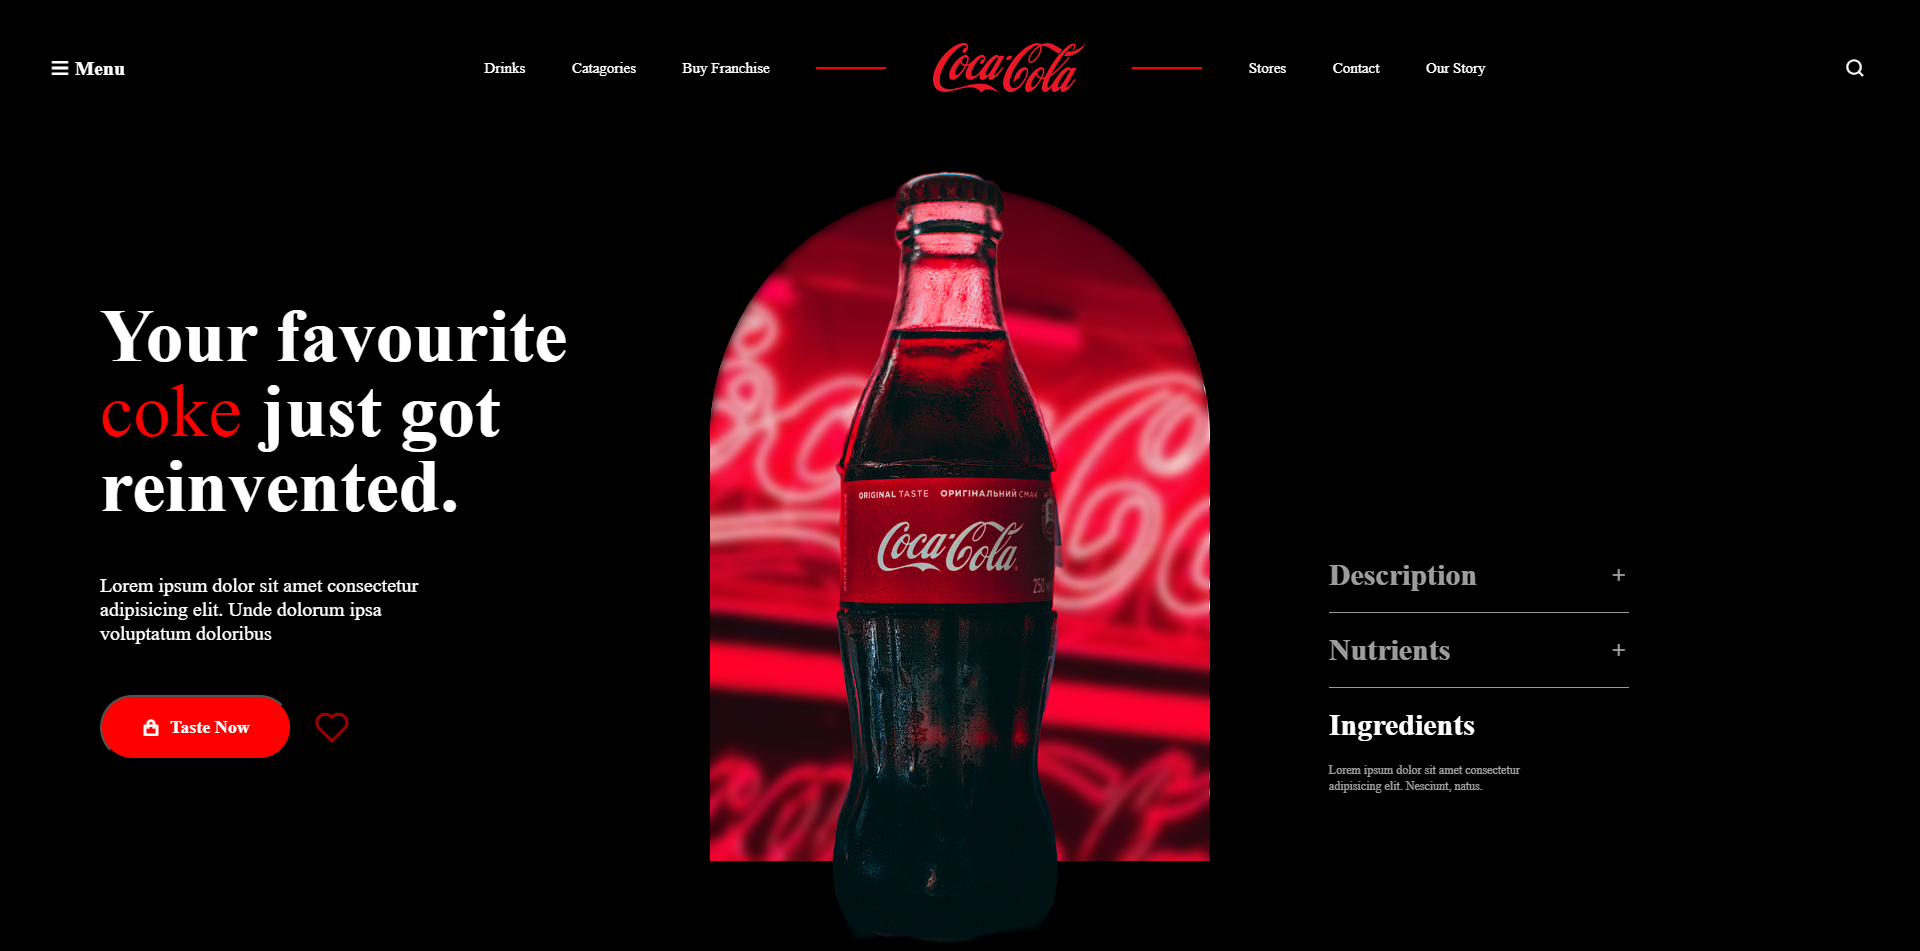 Menu
Drinks
Catagories
Buy Franchise
Coca-Cola
Stores
Contact
Our Story
Your favourite
coke just got
reinvented.
Lorem ipsum dolor sit amet consectetur
adipisicing elit. Unde dolorum ipsa
voluptatum doloribus
Taste Now
ORIGINAL TASTE ОРИГІНАЛЬНИЙ СМАК
Coca-Cola
250
Description +
Nutrients +
Ingredients
Lorem ipsum dolor sit amet consectetur
adipisicing elit. Nesciunt, natus.